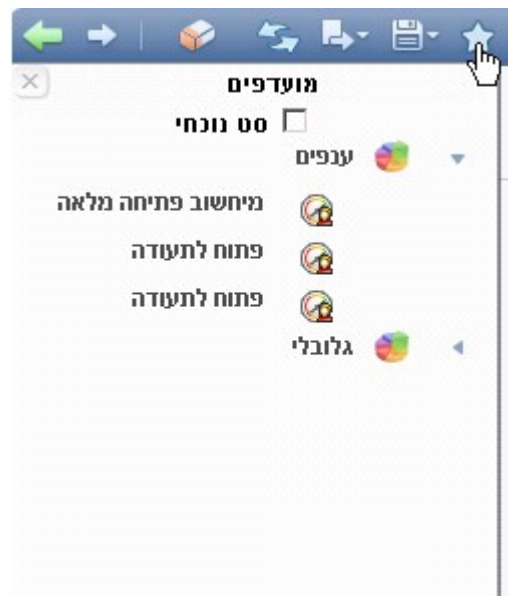 מועדפים
סט נוכחי
ענפים
מיחשוב פתיחה מלאה
פתוח לתעודה
פתוח לתעודה
גלובלי